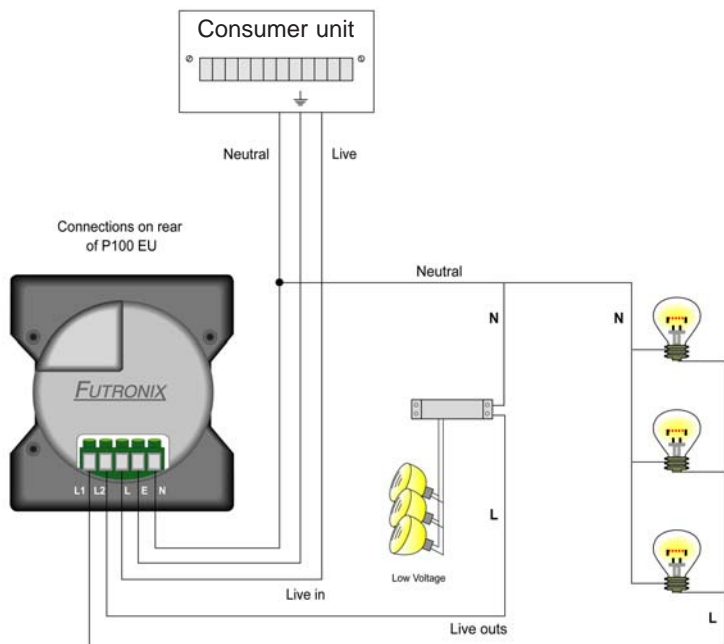 Consumer unit
Neutral
Live
Connections on rear
of P100 EU
Neutral
N
N
FUTRONIX
L1 L2 L E N
L
Low Voltage
Live in
L
Live outs